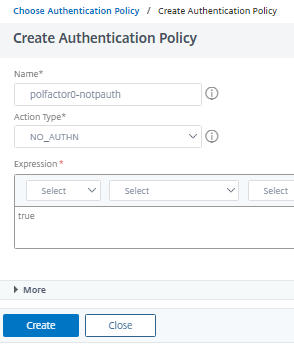 Choose Authentication Policy / Create Authentication Policy
Create Authentication Policy
Name*
polfactor0-notpauth
Action Type*
NO_AUTHN
Expression *
Select Select Select
true
More
Create Close